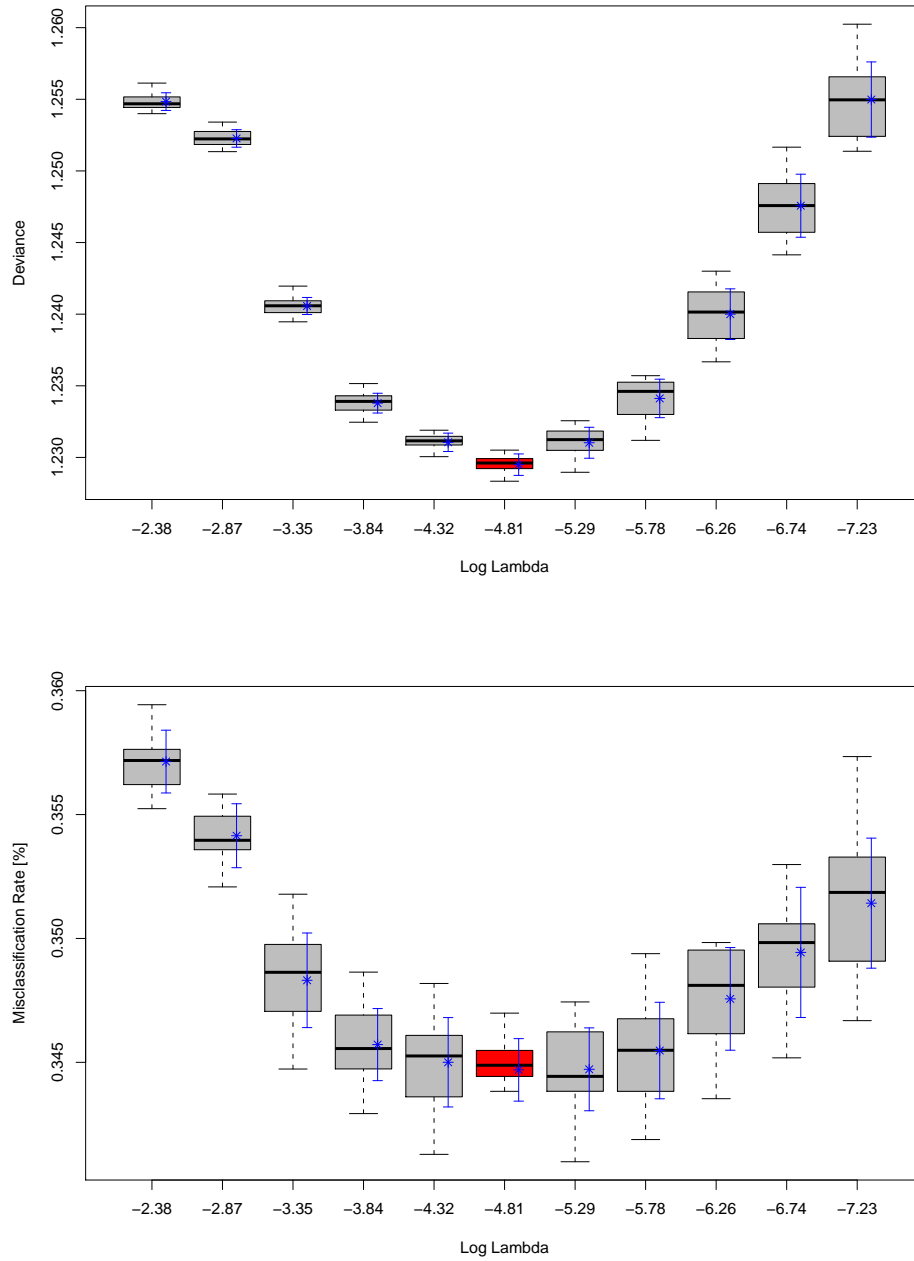 1.260
1.255
1.250
1.245
1.240
1.235
1.230
Deviance
−2.38 −2.87 −3.35 −3.84 −4.32 −4.81 −5.29 −5.78 −6.26 −6.74 −7.23
Log Lambda
0.360
0.355
0.350
0.345
Misclassification Rate [%]
−2.38 −2.87 −3.35 −3.84 −4.32 −4.81 −5.29 −5.78 −6.26 −6.74 −7.23
Log Lambda